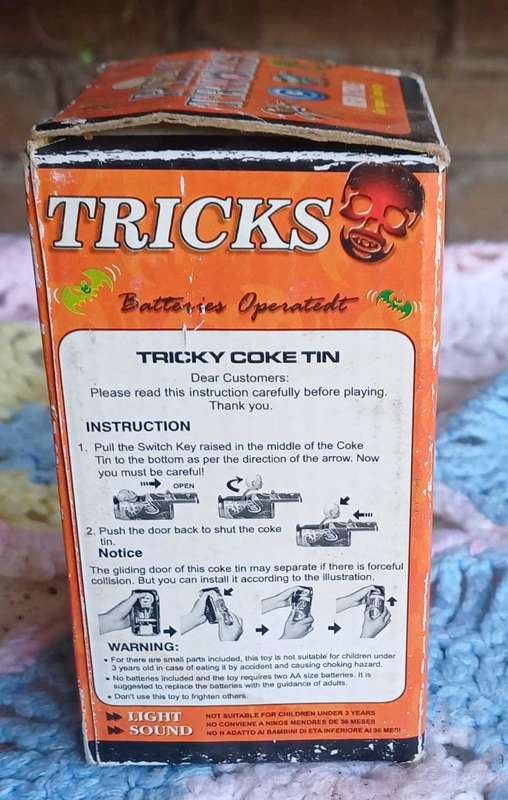 TRICKS
Batteries Operatedt
TRICKY COKE TIN
Dear Customers:
Please read this instruction carefully before playing.
Thank you.
INSTRUCTION
1. Pull the Switch Key raised in the middle of the Coke
Tin to the bottom as per the direction of the arrow. Now
you must be careful!
OPEN
2. Push the door back to shut the coke
tin.
Notice
The gliding door of this coke tin may separate if there is forceful
collision. But you can install it according to the Illustration.
WARNING:
• For there are small parts included, this toy is not suitable for children under
3 years old in case of eating it by accident and causing choking hazard.
• No batteries included and the toy requires two AA size batteries. It is
suggested to replace the batteries with the guidance of adults.
• Don't use this toy to frighten others.
LIGHT
SOUND
NOT SUITABLE FOR CHILDREN UNDER 3 YEARS
NO CONVIENE A NINOS MENORES DE 36 MESES
NO N ADATTO AI BAMBINI DI ETA INFERIORE AI 36 MESI